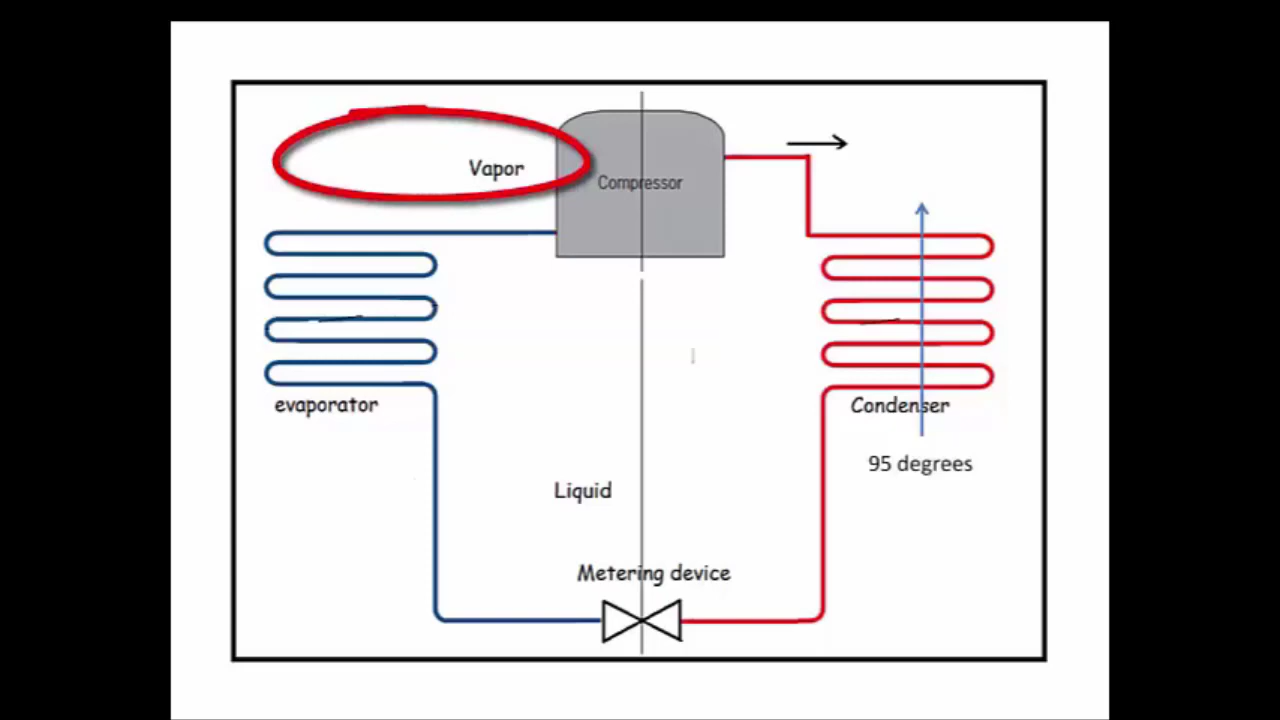 Vapor
Compressor
evaporator
Condenser
95 degrees
Liquid
Metering device